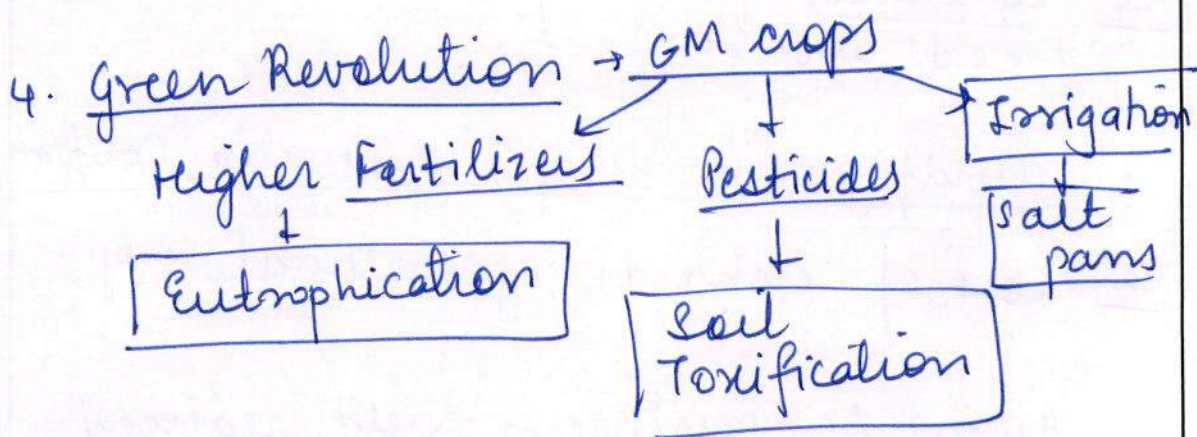 4. Green Revolution → GM crops
Higher Fertilizers
Pesticides
Irrigation
Eutrophication
Soil
Toxification
Salt
pans